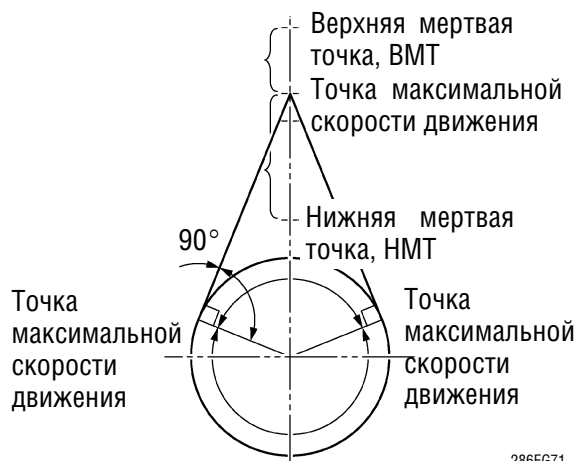 Верхняя мертвая
точка, ВМТ
Точка максимальной
скорости движения
Нижняя мертвая
точка, НМТ
90°
Точка
максимальной
скорости
движения
Точка
максимальной
скорости
движения
286EG71